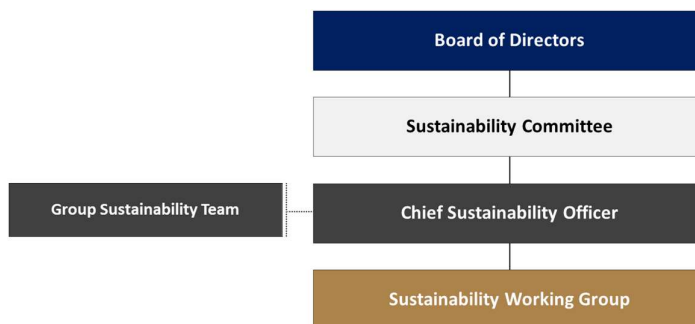 Board of Directors
Sustainability Committee
Group Sustainability Team
Chief Sustainability Officer
Sustainability Working Group